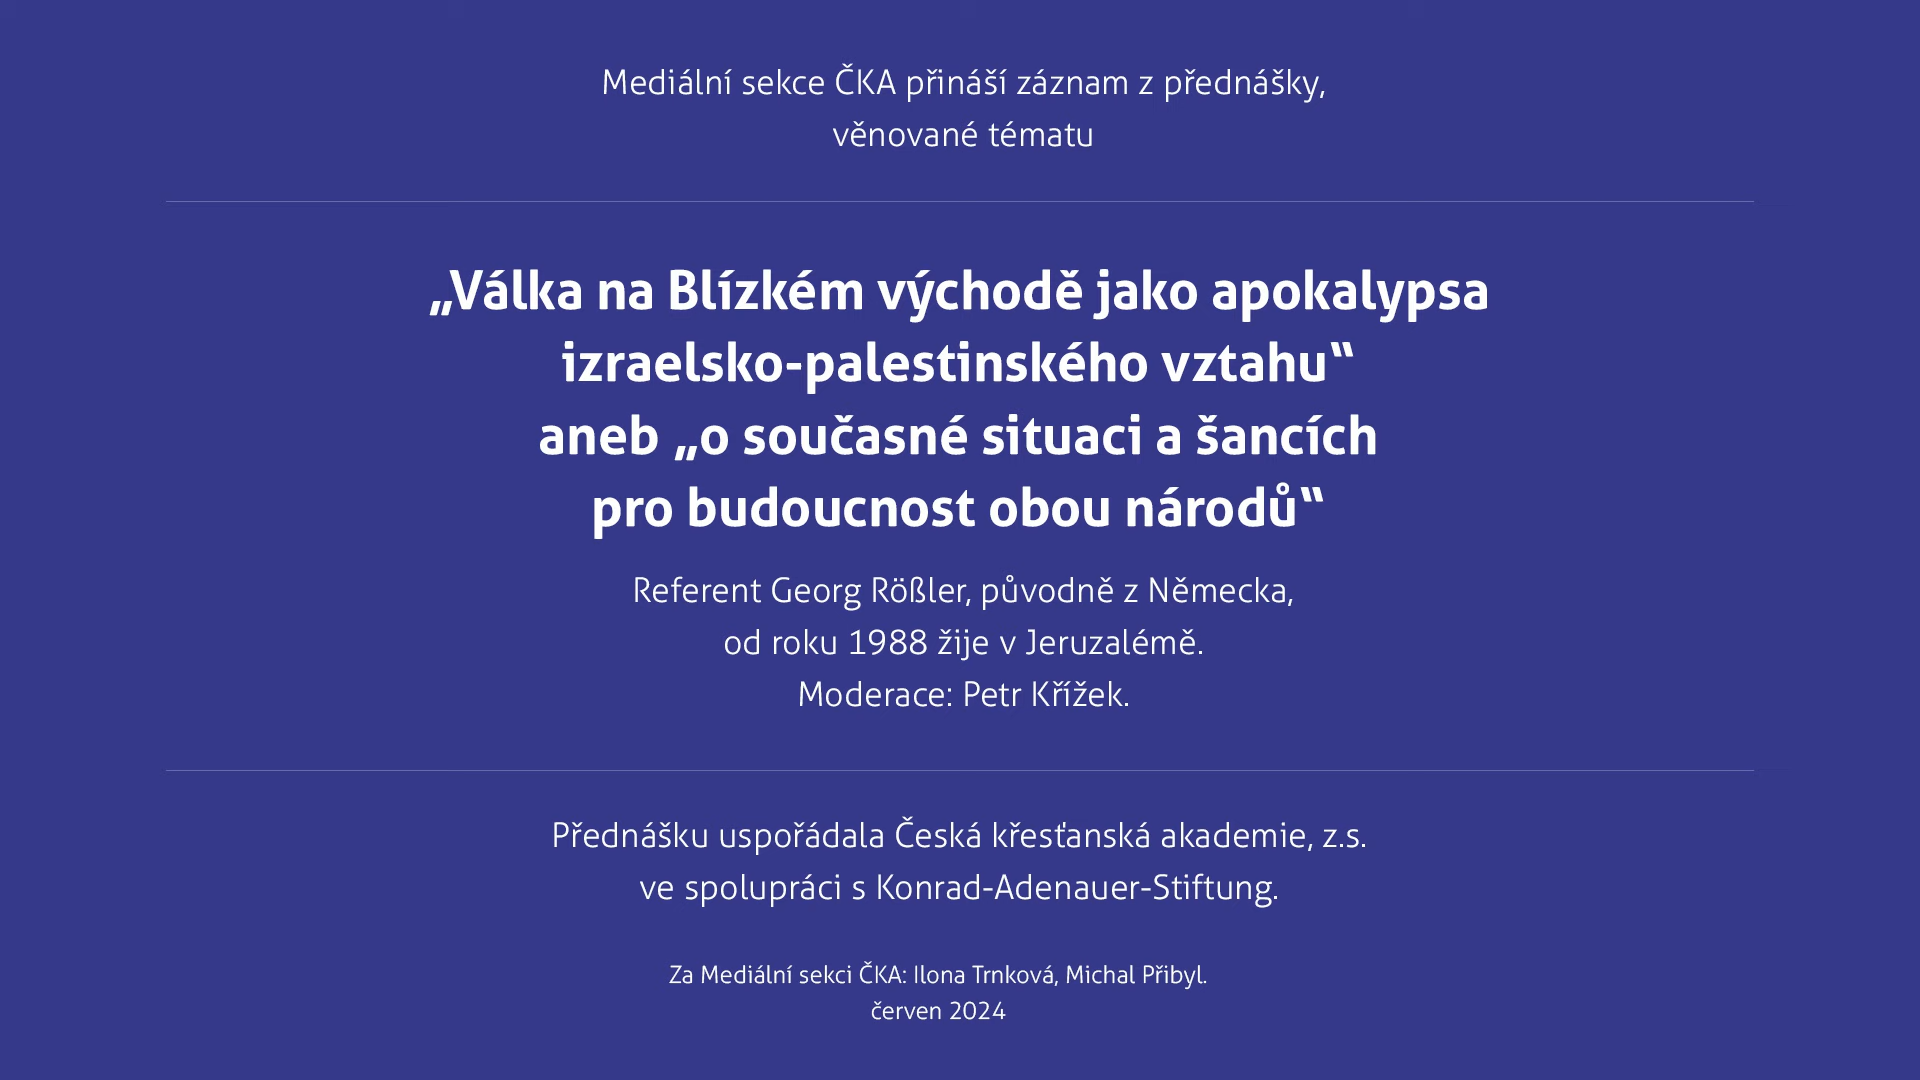 Mediální sekce ČKA přináší záznam z přednášky,
věnované tématu
„Válka na Blízkém východě jako apokalypsa
izraelsko-palestinského vztahu“
aneb „o současné situaci a šancích
pro budoucnost obou národů“
Referent Georg Rößler, původně z Německa,
od roku 1988 žije v Jeruzalémě.
Moderace: Petr Křížek.
Přednášku uspořádala Česká křesťanská akademie, z.s.
ve spolupráci s Konrad-Adenauer-Stiftung.
Za Mediální sekci ČKA: Ilona Trnková, Michal Přibyl.
červen 2024